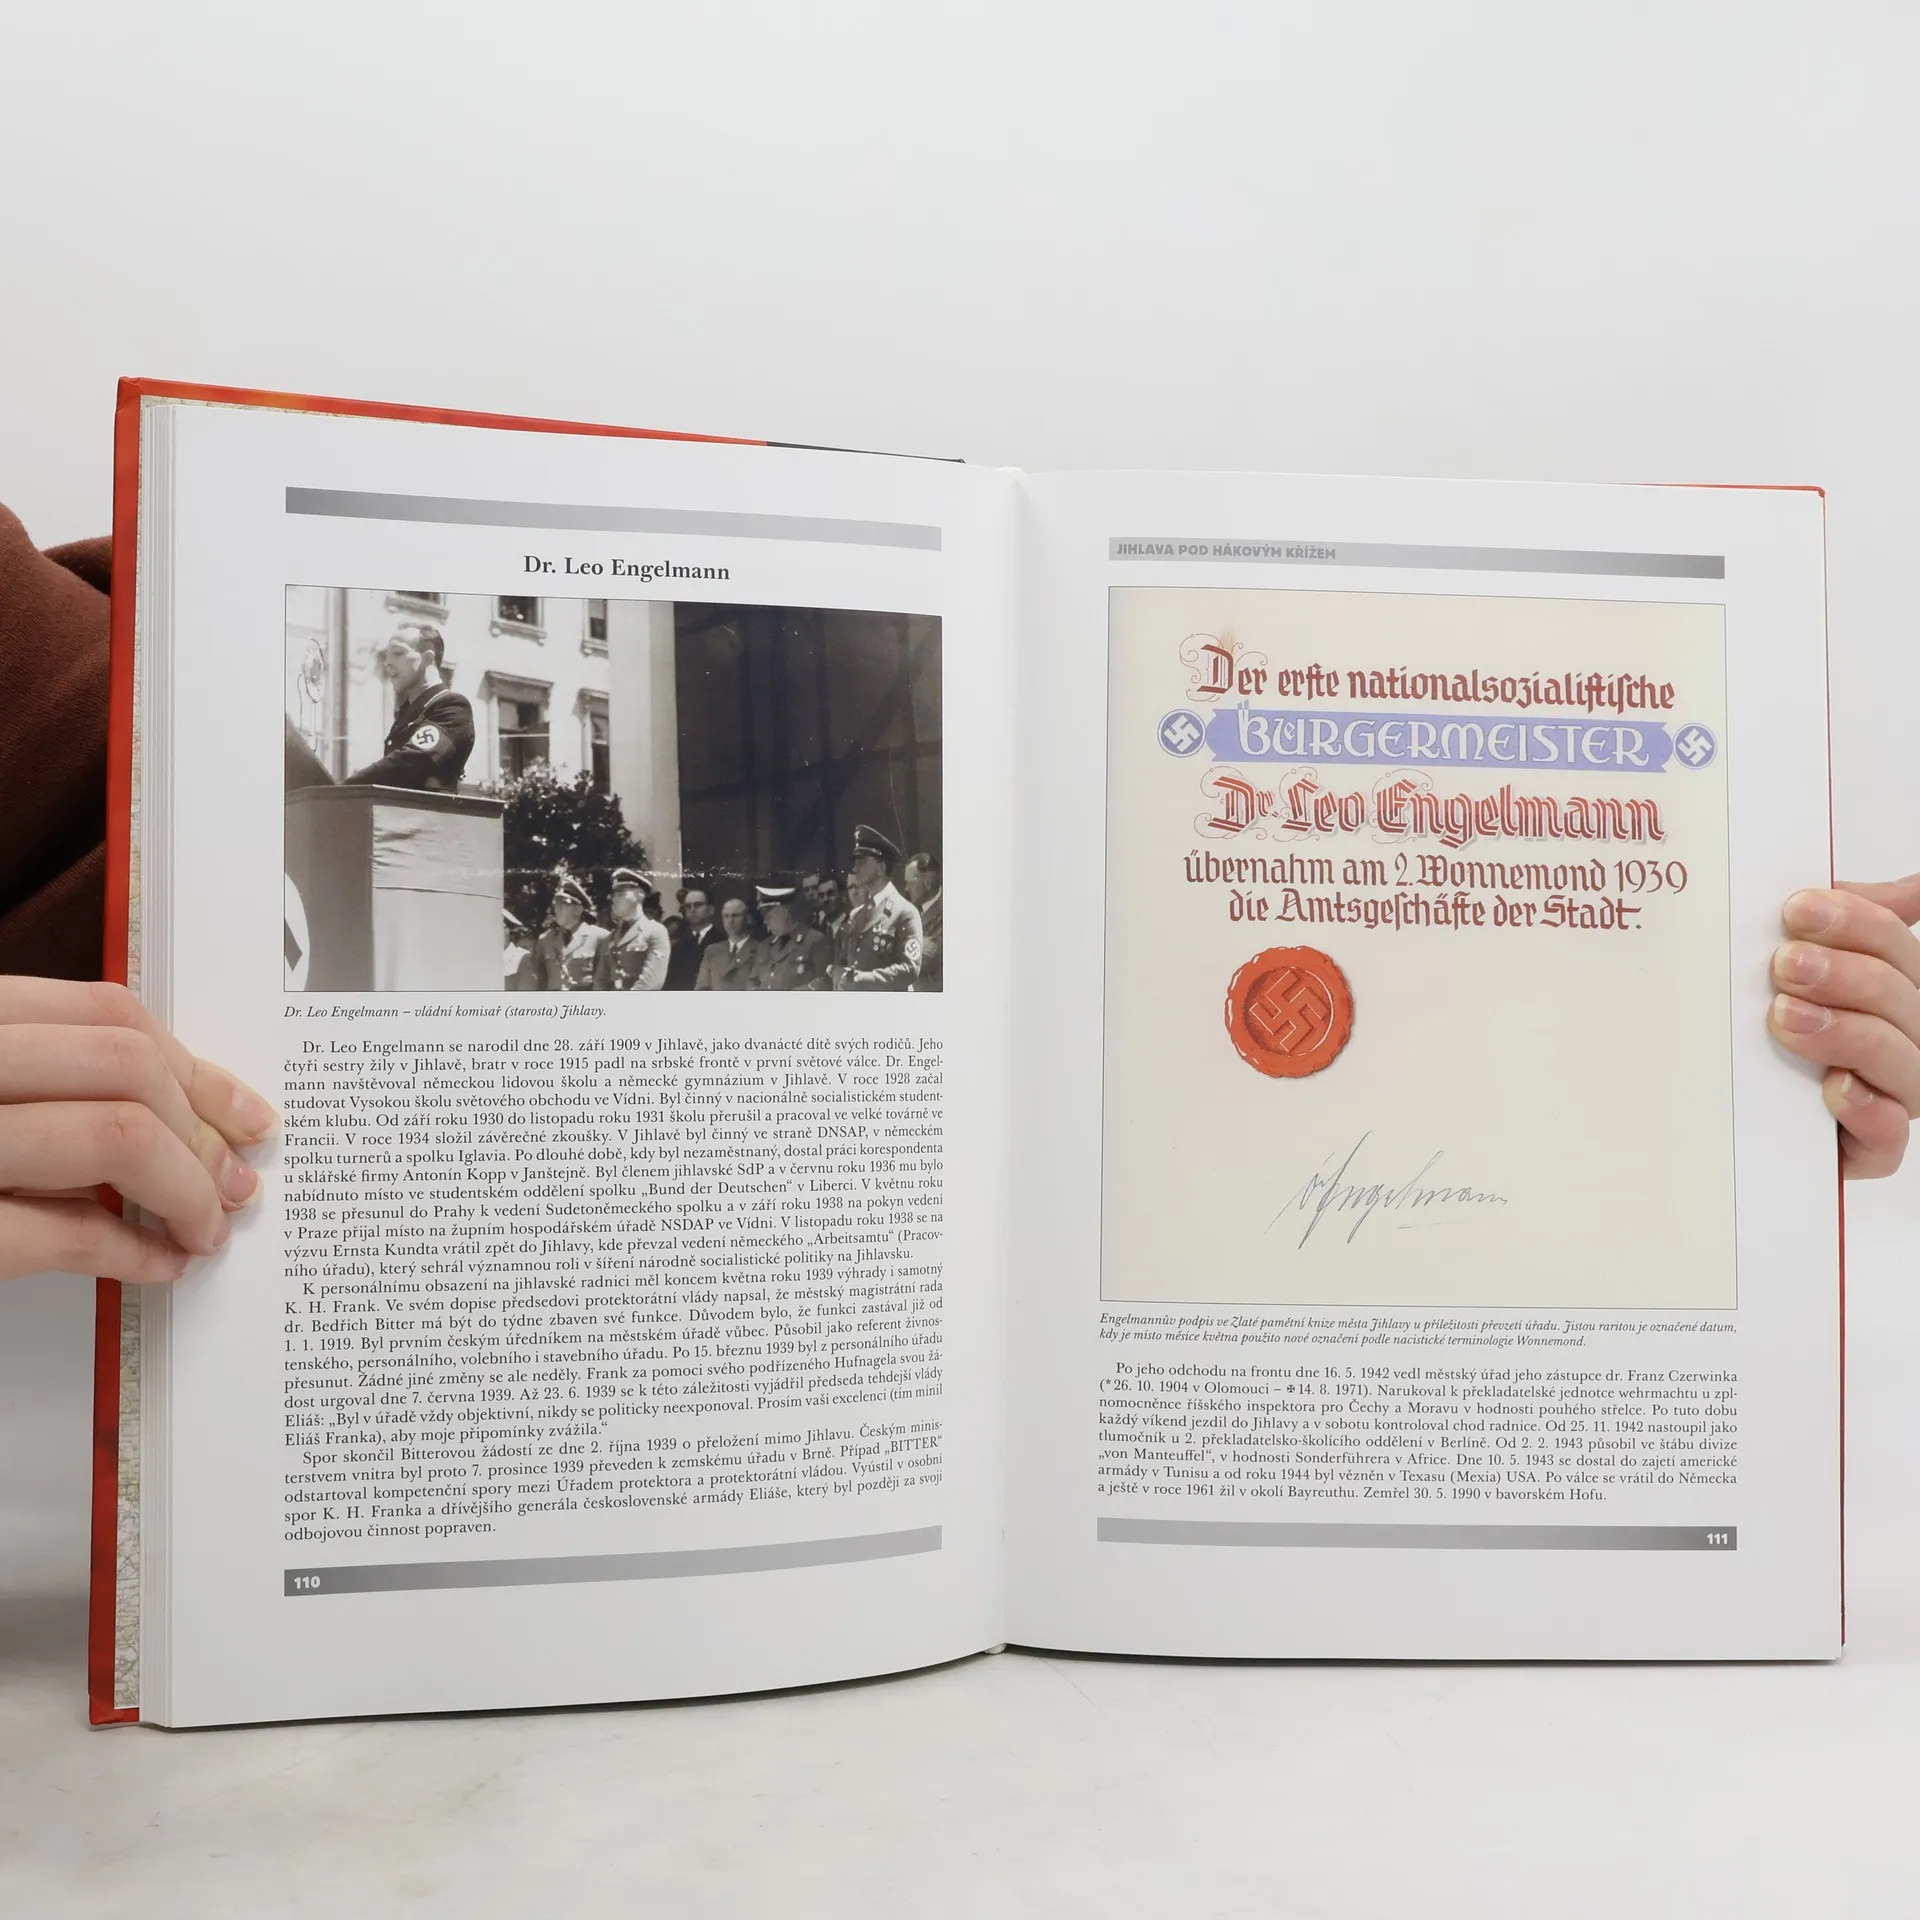 Dr. Leo Engelmann
Dr. Leo Engelmann – vládní komisař (starosta) Jihlavy.
Dr. Leo Engelmann se narodil dne 28. září 1909 v Jihlavě, jako dvanácté dítě svých rodičů. Jeho
čtyři sestry žily v Jihlavě, bratr v roce 1915 padl na srbské frontě v první světové válce. Dr. Engel-
mann navštěvoval německou lidovou školu a německé gymnázium v Jihlavě. V roce 1928 začal
studovat Vysokou školu světového obchodu ve Vídni. Byl činný v nacionálně socialistickém student-
ském klubu. Od září roku 1930 do listopadu roku 1931 školu přerušil a pracoval ve velké továrně ve
Francii. V roce 1934 složil závěrečné zkoušky. V Jihlavě byl činný ve straně DNSAP, v německém
spolku turnerů a spolku Iglavia. Po dlouhé době, kdy byl nezaměstnaný, dostal práci korespondenta
u sklářské firmy Antonín Kopp v Janštejně. Byl členem jihlavské SdP a v červnu roku 1936 mu bylo
nabídnuto místo ve studentském oddělení spolku „Bund der Deutschen“ v Liberci. V květnu roku
1938 se přesunul do Prahy k vedení Sudetoněmeckého spolku a v září roku 1938 na pokyn vedení
v Praze přijal místo na župním hospodářském úřadě NSDAP ve Vídni. V listopadu roku 1938 se na
výzvu Ernsta Kundta vrátil zpět do Jihlavy, kde převzal vedení německého „Arbeitsamtu“ (Pracov-
ního úřadu), který sehrál významnou roli v šíření národně socialistické politiky na Jihlavsku.
K personálnímu obsazení na jihlavské radnici měl koncem května roku 1939 výhrady i samotný
K. H. Frank. Ve svém dopise předsedovi protektorátní vlády napsal, že městský magistrátní rada
dr. Bedřich Bitter má být do týdne zbaven své funkce. Důvodem bylo, že funkci zastával již od
1. 1. 1919. Byl prvním českým úředníkem na městském úřadě vůbec. Působil jako referent živnos-
tenského, personálního, volebního i stavebního úřadu. Po 15. březnu 1939 byl z personálního úřadu
přesunut. Žádné jiné změny se ale neděly. Frank za pomoci svého podřízeného Hufnagela svou žá-
dost urgoval dne 7. června 1939. Až 23. 6. 1939 se k této záležitosti vyjádřil předseda tehdejší vlády
Eliáš: „Byl v úřadě vždy objektivní, nikdy se politicky neexponoval. Prosím vaši excelenci (tím mínil
Eliáš Franka), aby moje připomínky zvážila.“
Spor skončil Bitterovou žádostí ze dne 2. října 1939 o přeložení mimo Jihlavu. Českým minis-
terstvem vnitra byl proto 7. prosince 1939 převeden k zemskému úřadu v Brně. Případ „BITTER“
odstartoval kompetenční spory mezi Úřadem protektora a protektorátní vládou. Vyústil v osobní
spor K. H. Franka a dřívějšího generála československé armády Eliáše, který byl později za svoji
odbojovou činnost popraven.
110
JIHLAVA POD HÁKOVÝM KŘÍŽEM
Der erſte nationalsozialiſtiſche
BÜRGERMEISTER
Dr. Leo Engelmann
übernahm am 2. Wonnemond 1939
die Amtsgeſchäfte der Stadt.
Engelmann
Engelmannův podpis ve Zlaté pamětní knize města Jihlavy u příležitosti převzetí úřadu. Jistou raritou je označené datum,
kdy je místo měsíce května použito nové označení podle nacistické terminologie Wonnemond.
Po jeho odchodu na frontu dne 16. 5. 1942 vedl městský úřad jeho zástupce dr. Franz Czerwinka
(*26. 10. 1904 v Olomouci – ✠14. 8. 1971). Narukoval k překladatelské jednotce wehrmachtu u zpl-
nomocněnce říšského inspektora pro Čechy a Moravu v hodnosti pouhého střelce. Po tuto dobu
každý víkend jezdil do Jihlavy a v sobotu kontroloval chod radnice. Od 25. 11. 1942 nastoupil jako
tlumočník u 2. překladatelsko-školícího oddělení v Berlíně. Od 2. 2. 1943 působil ve štábu divize
„von Manteuffel“, v hodnosti Sonderführera v Africe. Dne 10. 5. 1943 se dostal do zajetí americké
armády v Tunisu a od roku 1944 byl vězněn v Texasu (Mexia) USA. Po válce se vrátil do Německa
a ještě v roce 1961 žil v okolí Bayreuthu. Zemřel 30. 5. 1990 v bavorském Hofu.
111